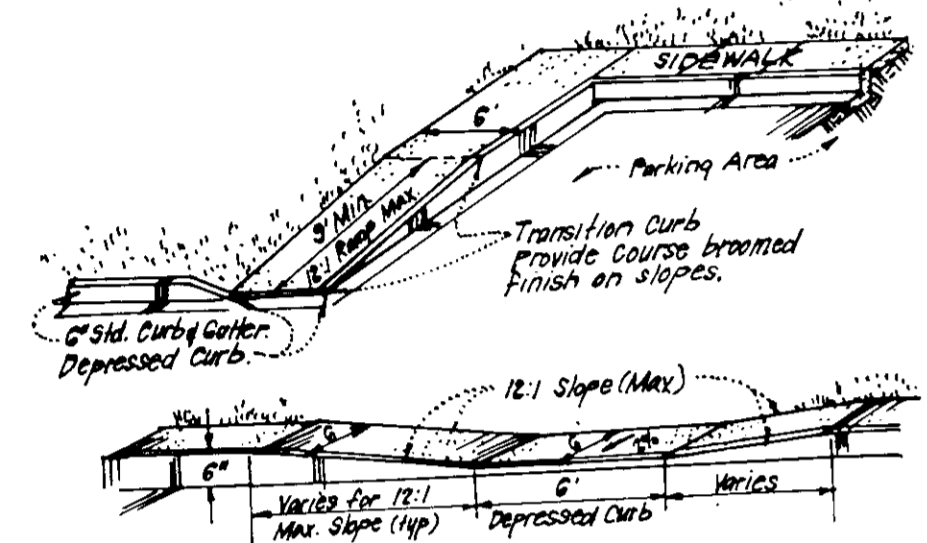 SIDEWALK
6'
Parking Area
9' Min.
12:1 Ramp Max.
Transition Curb
Provide Course broomed
finish on slopes.
6" Std. Curb & Gutter.
Depressed Curb.
12:1 Slope (Max)
6
6
6"
6'
Varies
Varies for 12:1
Max. Slope (typ)
Depressed Curb